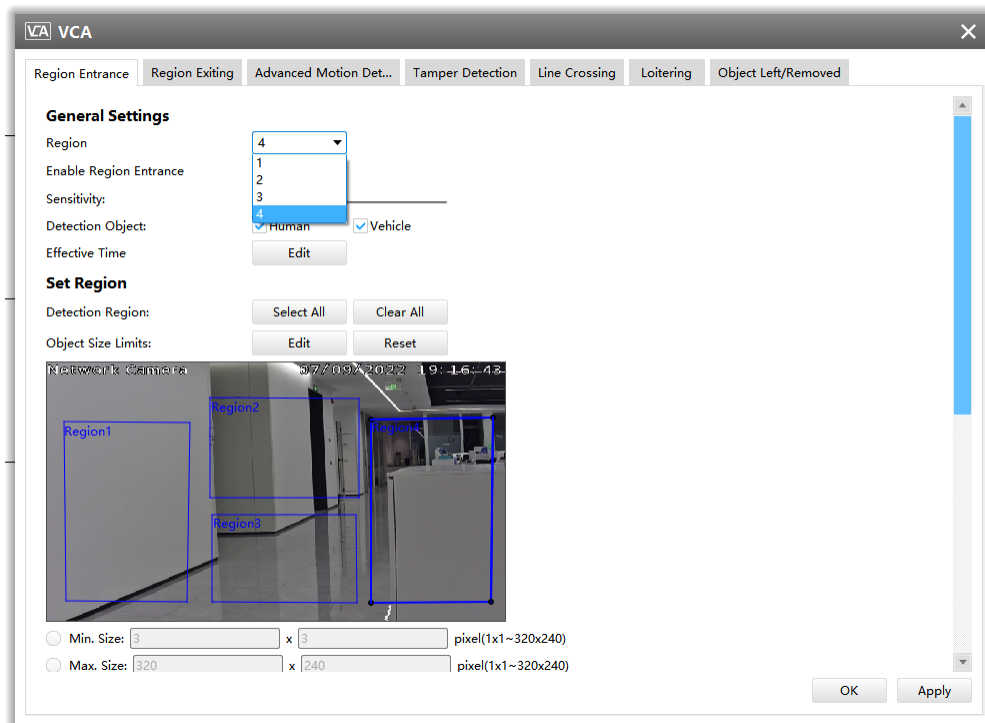 VCA VCA
Region Entrance Region Exiting Advanced Motion Det... Tamper Detection Line Crossing Loitering Object Left/Removed
General Settings
Region 4
1
Enable Region Entrance
2
Sensitivity: 3
4
Detection Object: Human Vehicle
Effective Time Edit
Set Region
Detection Region: Select All Clear All
Object Size Limits: Edit Reset
Network Camera 07/09/2022 19:16:43
Region2
Region1
Region4
Region3
Min. Size: 3 x 3 pixel(1x1~320x240)
Max. Size: 320 x 240 pixel(1x1~320x240)
OK Apply